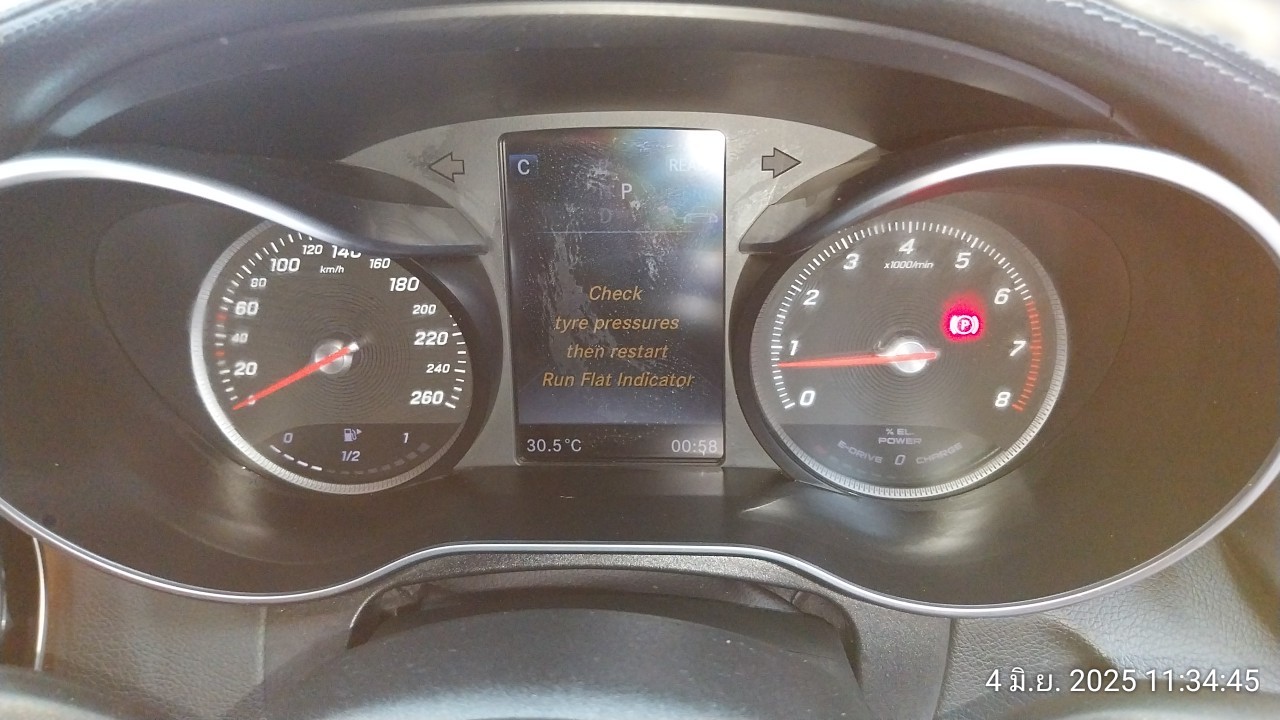 C
REA
P
D
Check
tyre pressures
then restart
Run Flat Indicator
30.5°C 00:58
20
40
60
80
100
120
140
160
180
200
220
240
260
km/h
0 1
1/2
0
1
2
3
4
5
6
7
8
x1000/min
P
% EL.
POWER
E-DRIVE 0 CHARGE
4 มิ.ย. 2025 11:34:45